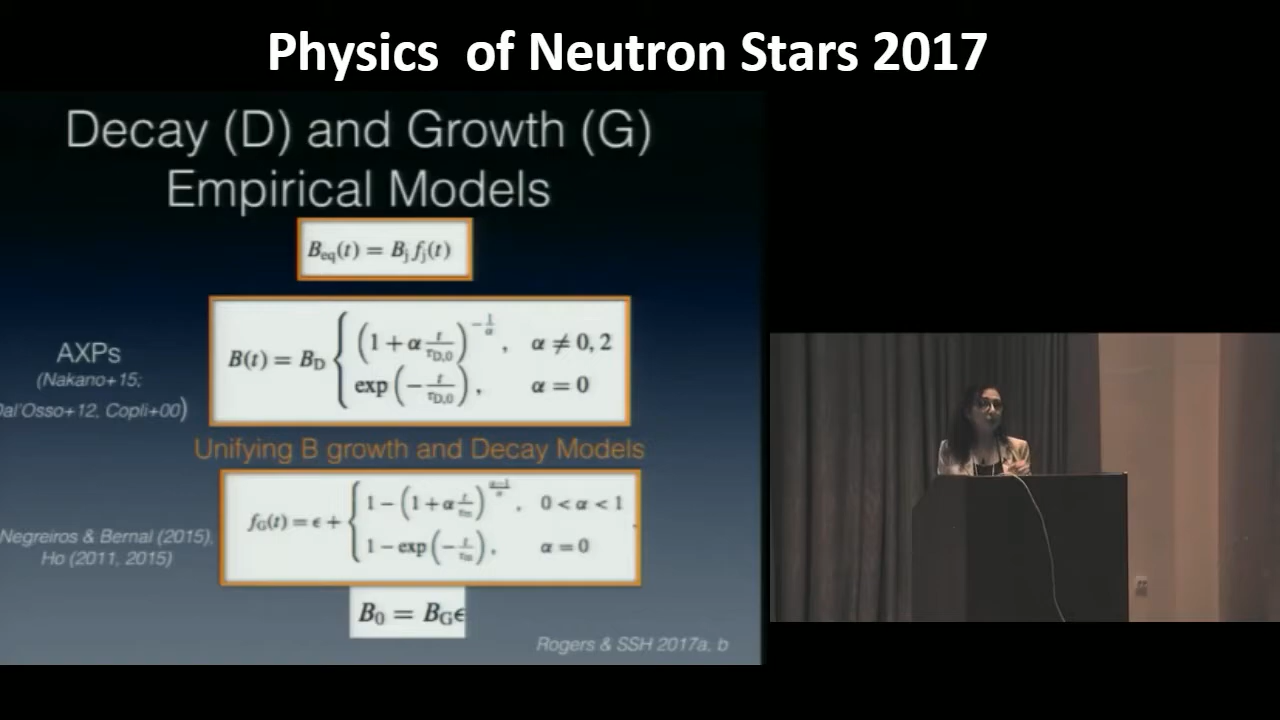 Physics of Neutron Stars 2017
Decay (D) and Growth (G)
Empirical Models
B_eq(t) = B_j f_j(t)
AXPs
(Nakano+15;
Dal'Osso+12, Copli+00)
B(t) = B_D { (1 + α t/τ_D,0)^(-1/α), α ≠ 0, 2
exp(-t/τ_D,0), α = 0
Unifying B growth and Decay Models
Negreiros & Bernal (2015),
Ho (2011, 2015)
f_G(t) = ϵ + { 1 − (1 + α t/τ_m)^((α−1)/α), 0 < α < 1
1 − exp(−t/τ_m), α = 0
B_0 = B_G ϵ
Rogers & SSH 2017a, b